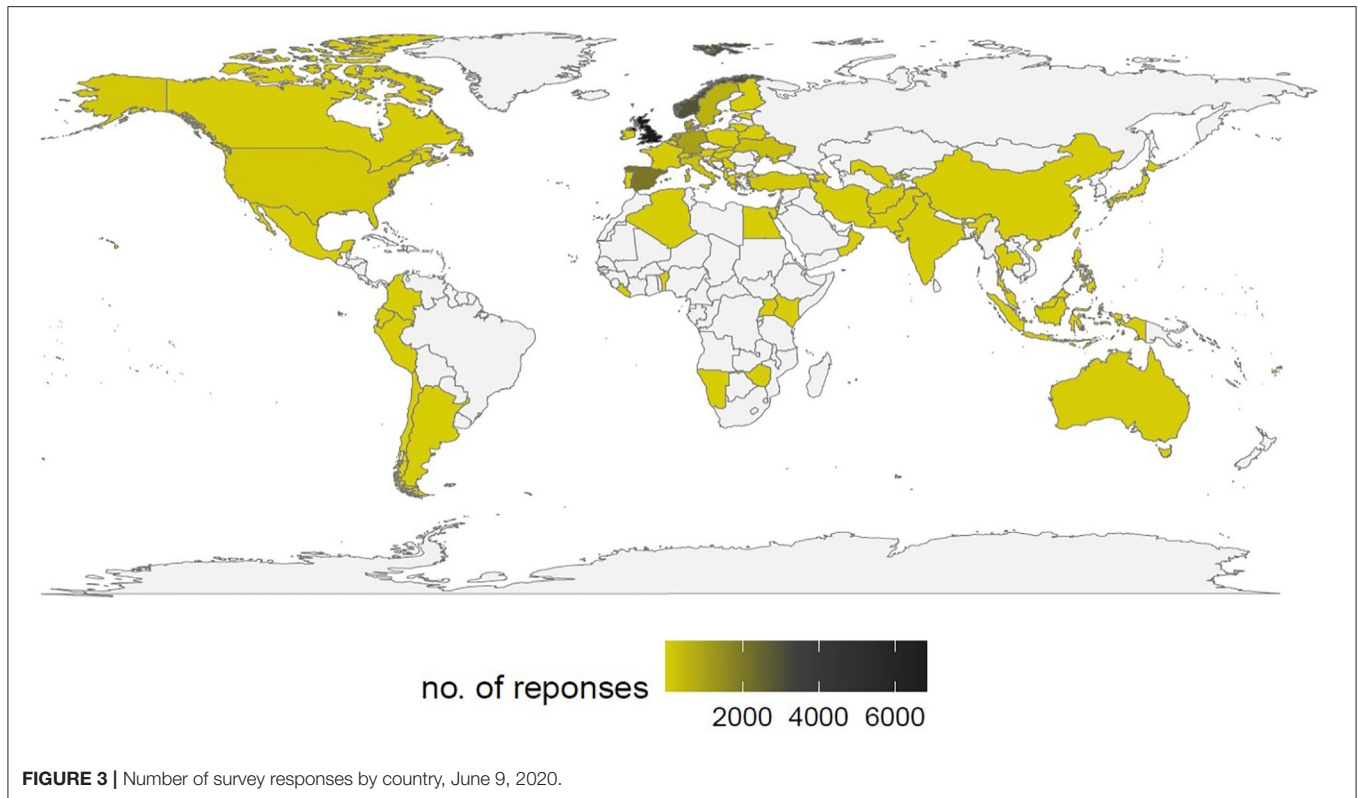 no. of reponses
2000 4000 6000
FIGURE 3 | Number of survey responses by country, June 9, 2020.